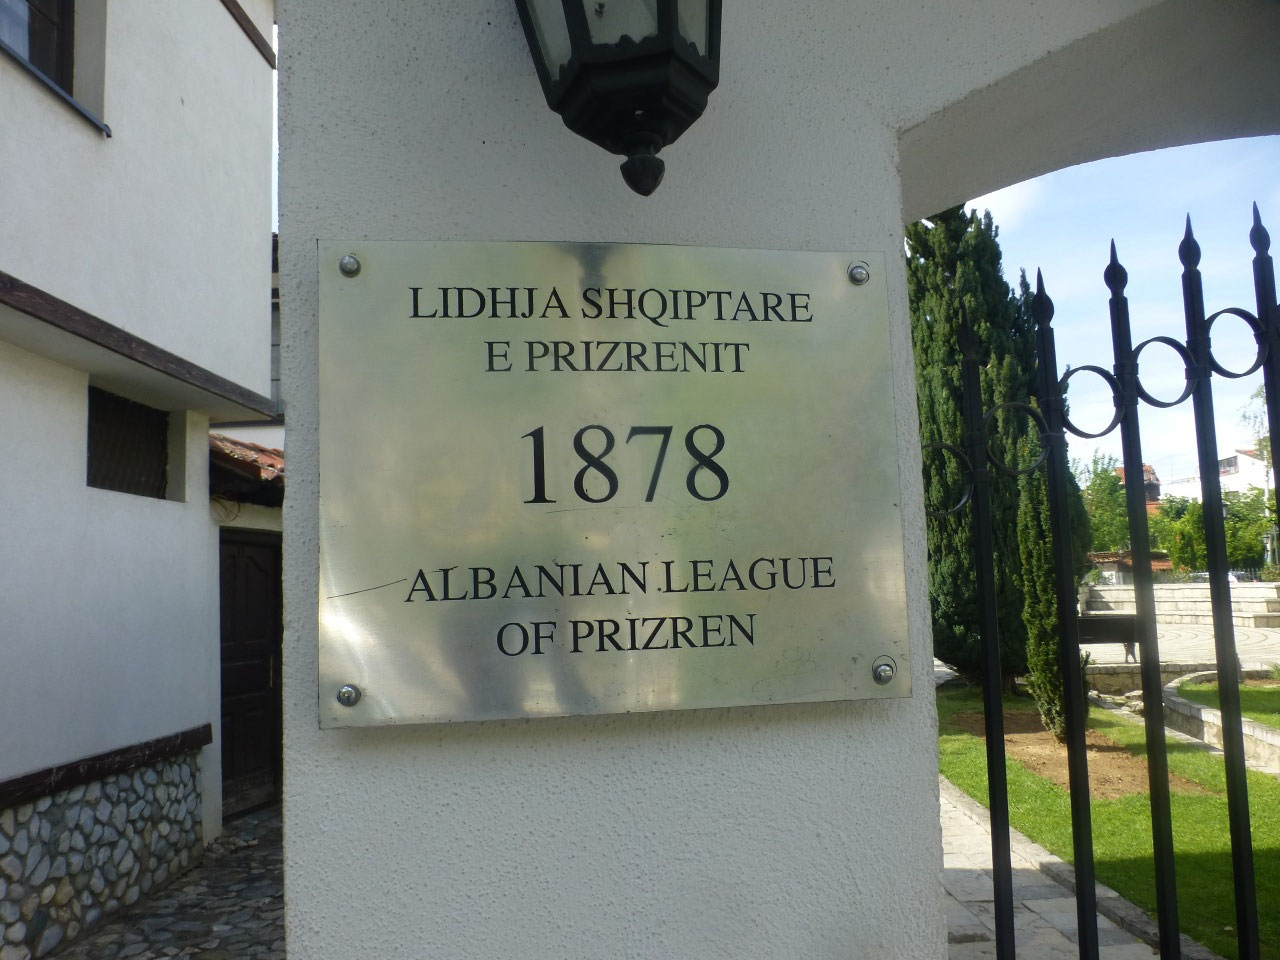 LIDHJA SHQIPTARE
E PRIZRENIT
1878
ALBANIAN LEAGUE
OF PRIZREN